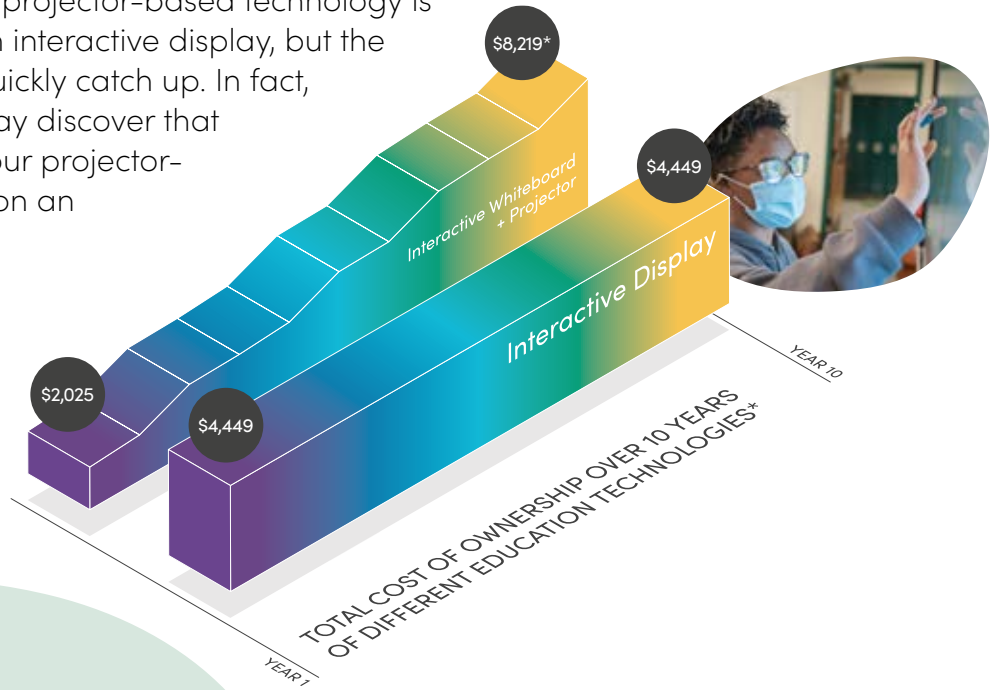 projector-based technology is
interactive display, but the
quickly catch up. In fact,
discover that
our projector-
on an
$8,219*
$4,449
Interactive Whiteboard
+ Projector
Interactive Display
$2,025
$4,449
YEAR 10
TOTAL COST OF OWNERSHIP OVER 10 YEARS
OF DIFFERENT EDUCATION TECHNOLOGIES*
YEAR 1